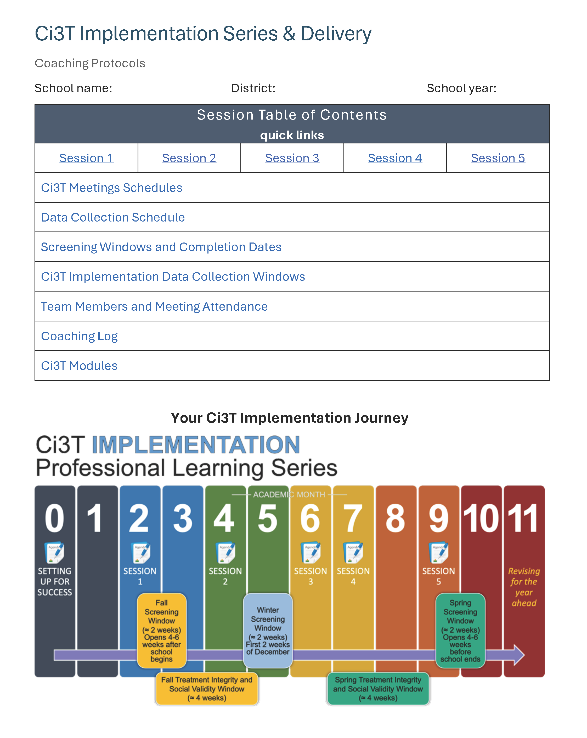 Ci3T Implementation Series & Delivery
Coaching Protocols
School name: District: School year:
Session Table of Contents
quick links
Session 1 Session 2 Session 3 Session 4 Session 5
Ci3T Meetings Schedules
Data Collection Schedule
Screening Windows and Completion Dates
Ci3T Implementation Data Collection Windows
Team Members and Meeting Attendance
Coaching Log
Ci3T Modules
Your Ci3T Implementation Journey
Ci3T IMPLEMENTATION
Professional Learning Series
ACADEMIC MONTH
0 1 2 3 4 5 6 7 8 9 10 11
SETTING
UP FOR
SUCCESS
SESSION
1
SESSION
2
SESSION
3
SESSION
4
SESSION
5
Revising
for the
year
ahead
Fall
Screening
Window
(≈ 2 weeks)
Opens 4-6
weeks after
school
begins
Winter
Screening
Window
(≈ 2 weeks)
First 2 weeks
of December
Spring
Screening
Window
(≈ 2 weeks)
Opens 4-6
weeks
before
school ends
Fall Treatment Integrity and
Social Validity Window
(≈ 4 weeks)
Spring Treatment Integrity
and Social Validity Window
(≈ 4 weeks)